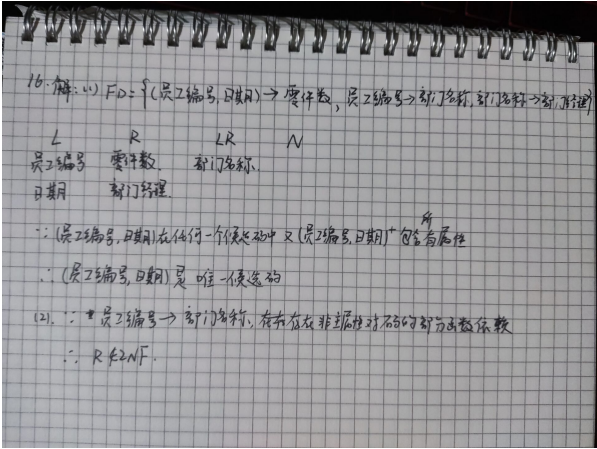 16.解:(1) FD={(员工编号,日期)→零件数,员工编号→部门名称,部门名称→部门经理}
L R LR N
员工编号 零件数. 部门名称.
日期 部门经理.
∵(员工编号,日期)在任何一个候选码中 又(员工编号,日期)⁺包含所有属性
∴(员工编号,日期)是唯一候选码
(2). ∵ 员工编号→部门名称,存在非主属性对码的部分函数依赖
∴ R∉2NF.